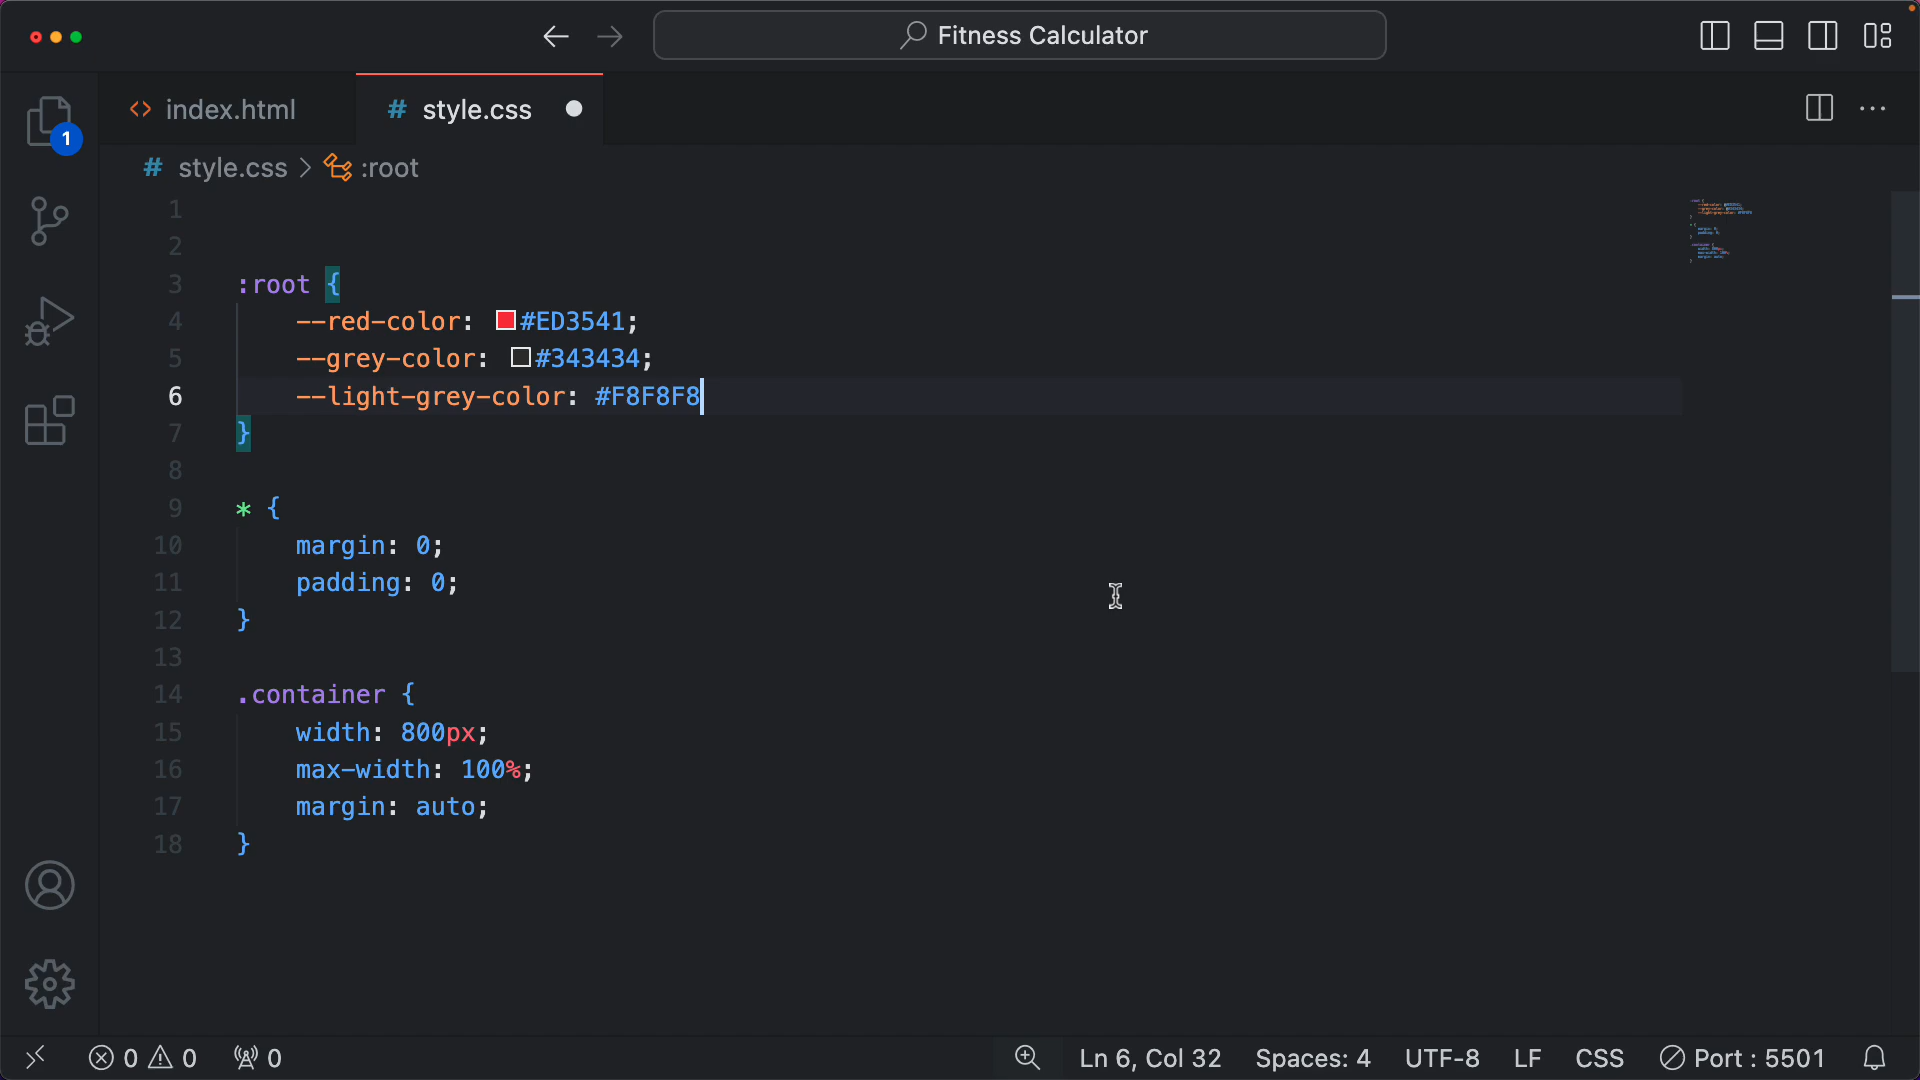 Fitness Calculator
index.html
# style.css
1
# style.css > :root
1
2
3 :root {
4 --red-color: #ED3541;
5 --grey-color: #343434;
6 --light-grey-color: #F8F8F8
7 }
8
9 * {
10 margin: 0;
11 padding: 0;
12 }
13
14 .container {
15 width: 800px;
16 max-width: 100%;
17 margin: auto;
18 }
0 0 0 Ln 6, Col 32 Spaces: 4 UTF-8 LF CSS Port : 5501